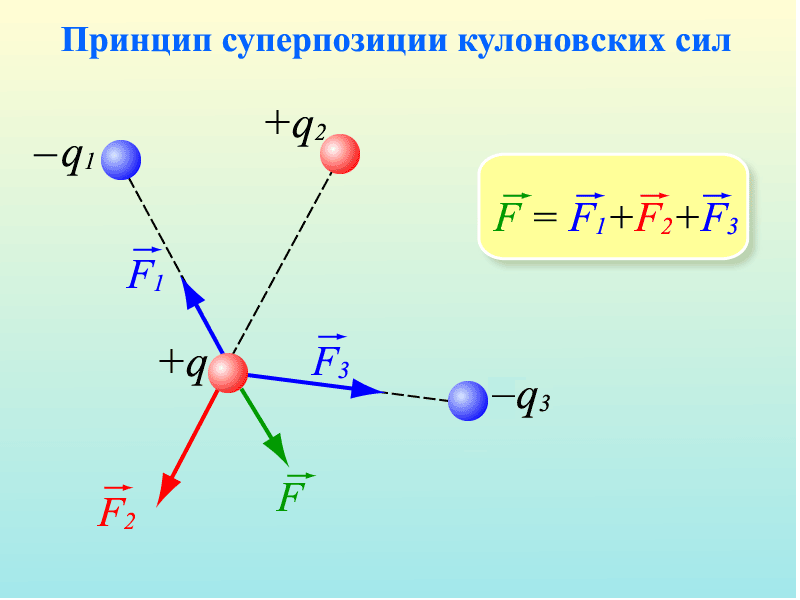 Принцип суперпозиции кулоновских сил
+q₂
−q₁
F⃗ = F⃗₁+F⃗₂+F⃗₃
F⃗₁
F⃗₃
+q
−q₃
F⃗
F⃗₂